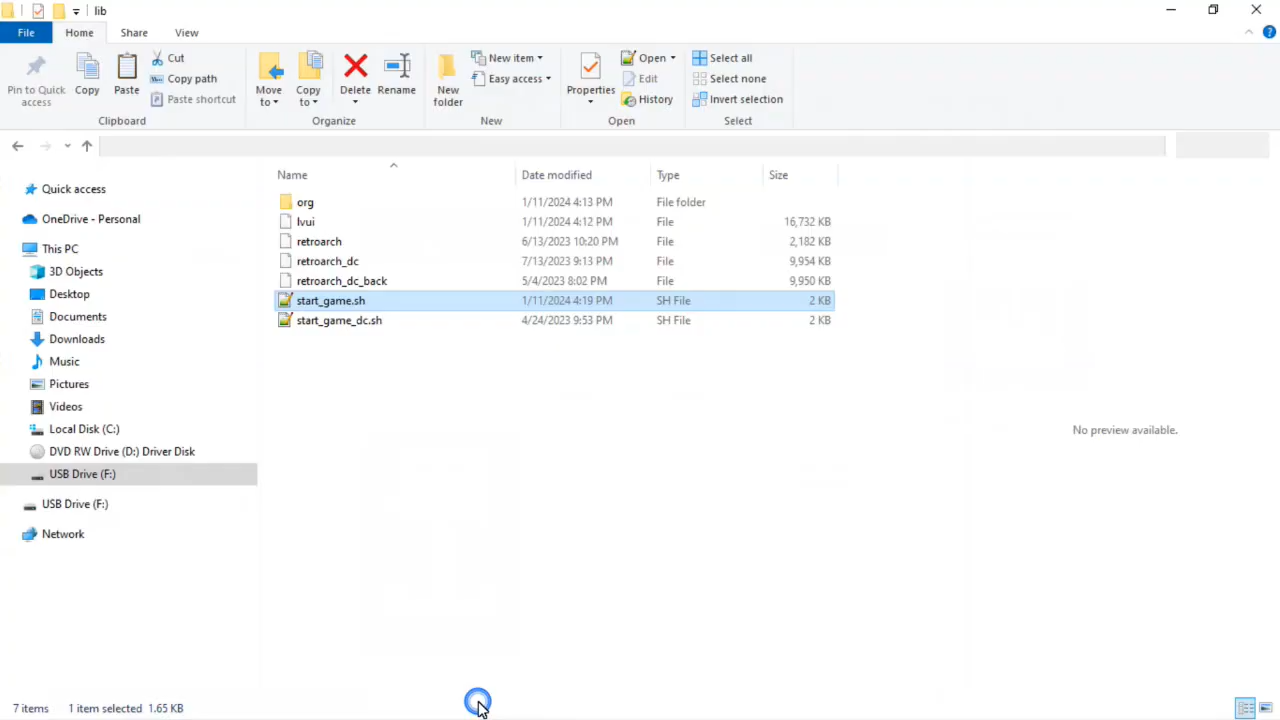 lib
File Home Share View
Pin to Quick access
Copy
Paste
Cut
Copy path
Paste shortcut
Clipboard
Move to
Copy to
Delete
Rename
Organize
New folder
New item
Easy access
New
Properties
Open
Edit
History
Open
Select all
Select none
Invert selection
Select
Quick access
OneDrive - Personal
This PC
3D Objects
Desktop
Documents
Downloads
Music
Pictures
Videos
Local Disk (C:)
DVD RW Drive (D:) Driver Disk
USB Drive (F:)
USB Drive (F:)
Network
Name Date modified Type Size
org 1/11/2024 4:13 PM File folder
lvui 1/11/2024 4:12 PM File 16,732 KB
retroarch 6/13/2023 10:20 PM File 2,182 KB
retroarch_dc 7/13/2023 9:13 PM File 9,954 KB
retroarch_dc_back 5/4/2023 8:02 PM File 9,950 KB
start_game.sh 1/11/2024 4:19 PM SH File 2 KB
start_game_dc.sh 4/24/2023 9:53 PM SH File 2 KB
No preview available.
7 items 1 item selected 1.65 KB